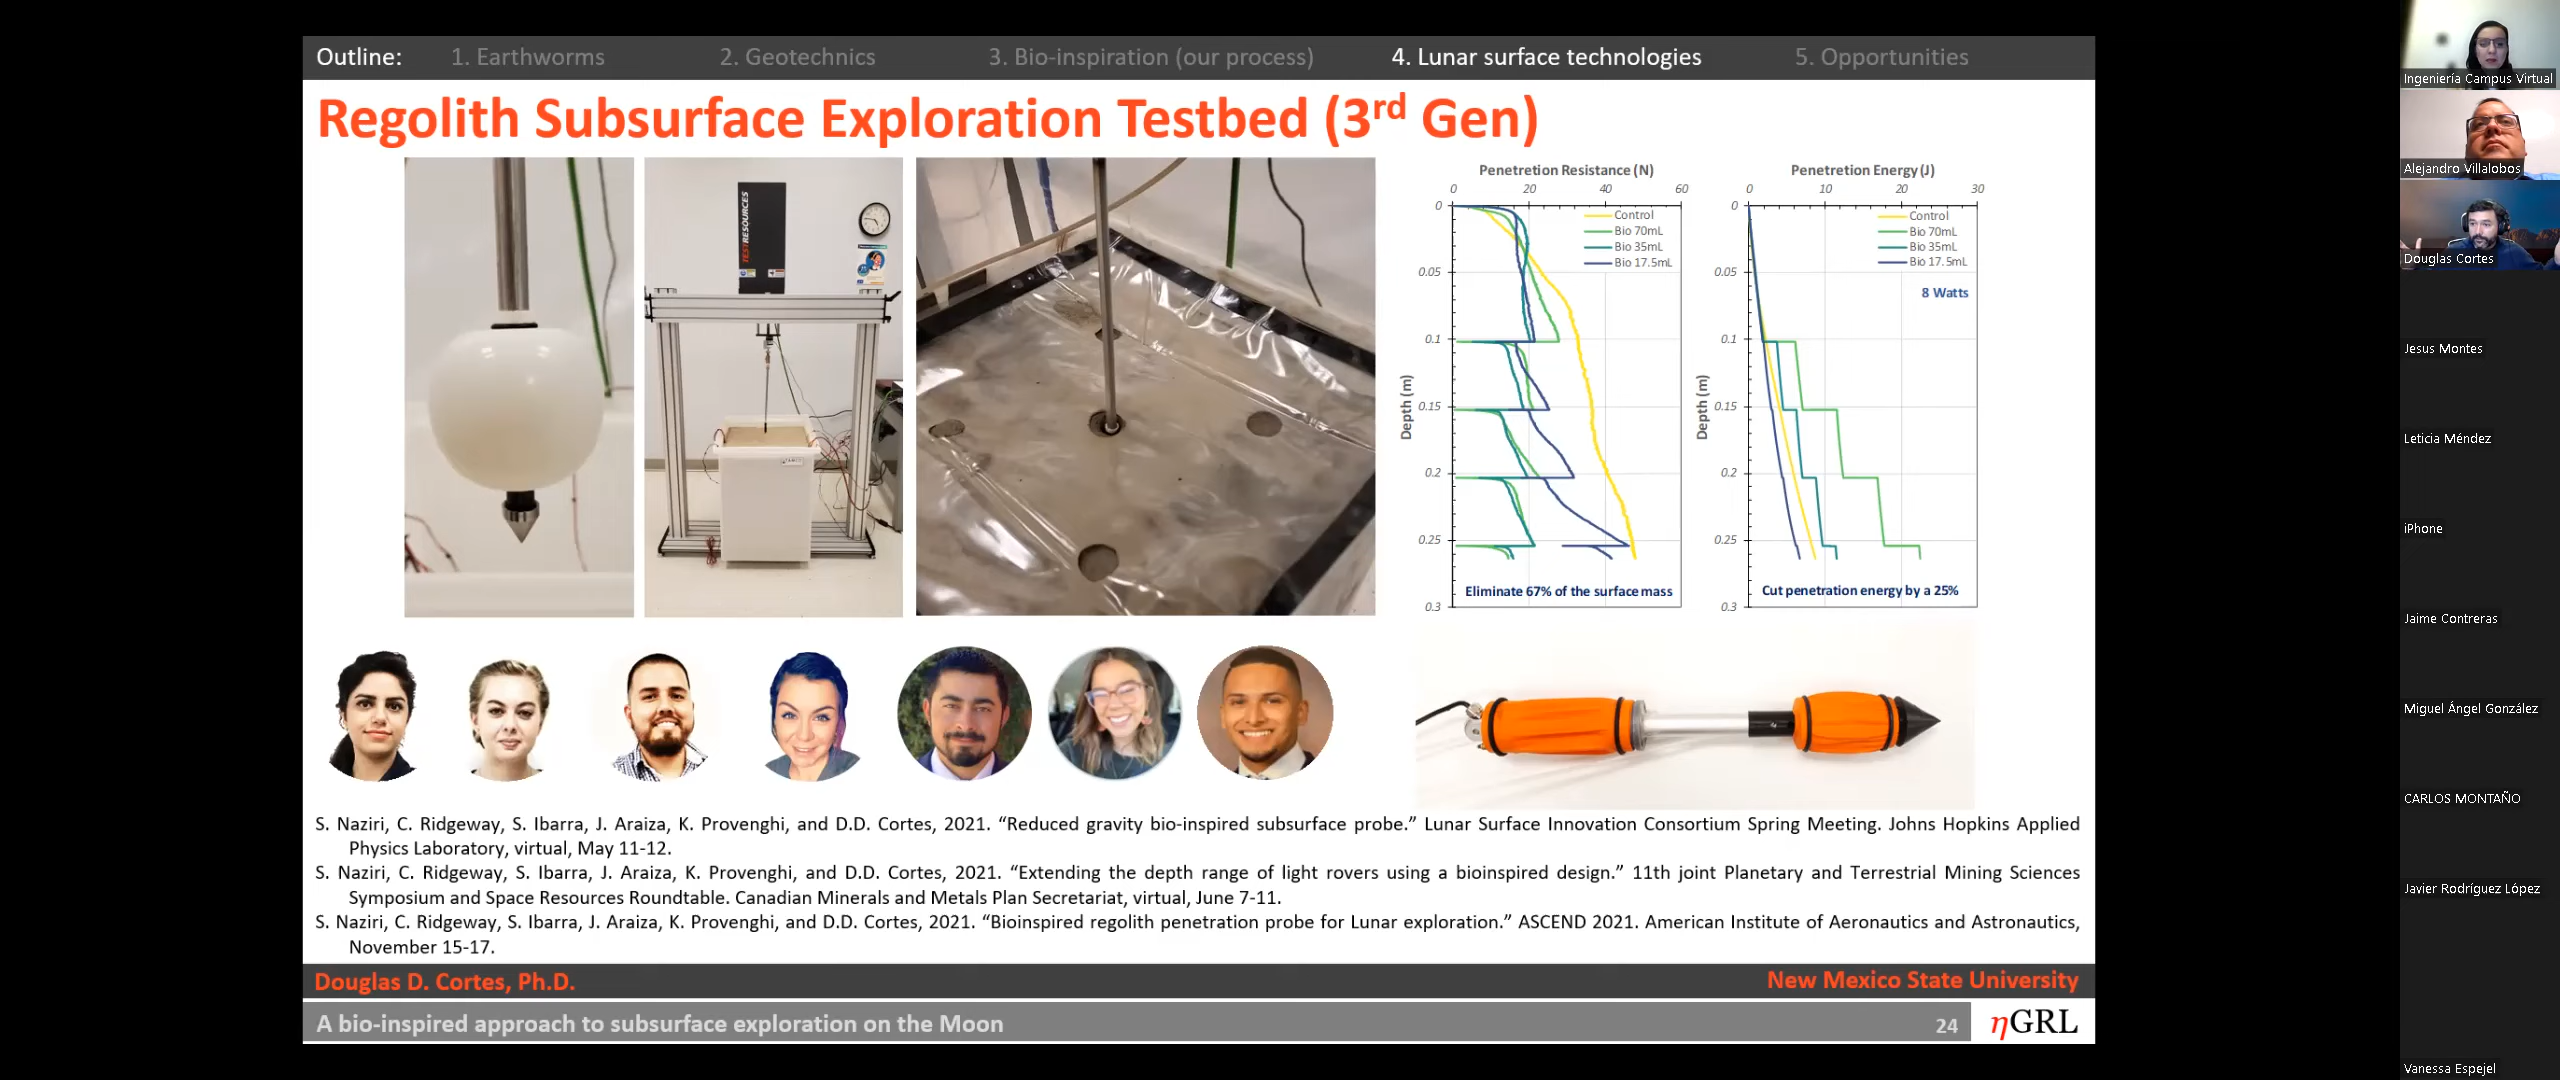 Outline: 1. Earthworms 2. Geotechnics 3. Bio-inspiration (our process) 4. Lunar surface technologies 5. Opportunities
Regolith Subsurface Exploration Testbed (3rd Gen)
TESTRESOURCES
Penetretion Resistance (N)
0 20 40 60
Control
Bio 70mL
Bio 35mL
Bio 17.5mL
Depth (m)
0
0.05
0.1
0.15
0.2
0.25
0.3
Eliminate 67% of the surface mass
Penetretion Energy (J)
0 10 20 30
Control
Bio 70mL
Bio 35mL
Bio 17.5mL
8 Watts
Depth (m)
0
0.05
0.1
0.15
0.2
0.25
0.3
Cut penetration energy by a 25%
S. Naziri, C. Ridgeway, S. Ibarra, J. Araiza, K. Provenghi, and D.D. Cortes, 2021. “Reduced gravity bio-inspired subsurface probe.” Lunar Surface Innovation Consortium Spring Meeting. Johns Hopkins Applied
Physics Laboratory, virtual, May 11-12.
S. Naziri, C. Ridgeway, S. Ibarra, J. Araiza, K. Provenghi, and D.D. Cortes, 2021. “Extending the depth range of light rovers using a bioinspired design.” 11th joint Planetary and Terrestrial Mining Sciences
Symposium and Space Resources Roundtable. Canadian Minerals and Metals Plan Secretariat, virtual, June 7-11.
S. Naziri, C. Ridgeway, S. Ibarra, J. Araiza, K. Provenghi, and D.D. Cortes, 2021. “Bioinspired regolith penetration probe for Lunar exploration.” ASCEND 2021. American Institute of Aeronautics and Astronautics,
November 15-17.
Douglas D. Cortes, Ph.D. New Mexico State University
A bio-inspired approach to subsurface exploration on the Moon 24 ηGRL
Ingeniería Campus Virtual
Alejandro Villalobos
Douglas Cortes
Jesus Montes
Leticia Méndez
iPhone
Jaime Contreras
Miguel Ángel González
CARLOS MONTAÑO
Javier Rodríguez López
Vanessa Espejel